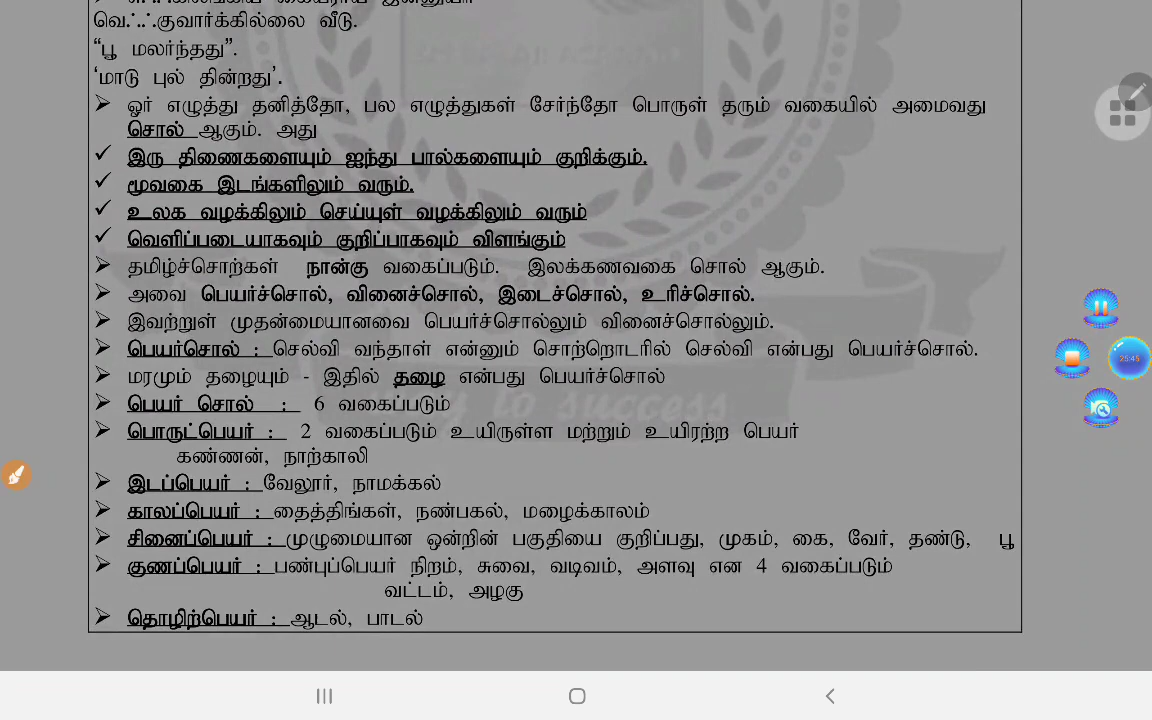 வெஃஃகுவார்க்கில்லை வீடு.
“பூ மலர்ந்தது”.
‘மாடு புல் தின்றது’.
➢ ஓர் எழுத்து தனித்தோ, பல எழுத்துகள் சேர்ந்தோ பொருள் தரும் வகையில் அமைவது
சொல் ஆகும். அது
✓ இரு திணைகளையும் ஐந்து பால்களையும் குறிக்கும்.
✓ மூவகை இடங்களிலும் வரும்.
✓ உலக வழக்கிலும் செய்யுள் வழக்கிலும் வரும்
✓ வெளிப்படையாகவும் குறிப்பாகவும் விளங்கும்
➢ தமிழ்ச்சொற்கள் நான்கு வகைப்படும். இலக்கணவகை சொல் ஆகும்.
➢ அவை பெயர்ச்சொல், வினைச்சொல், இடைச்சொல், உரிச்சொல்.
➢ இவற்றுள் முதன்மையானவை பெயர்ச்சொல்லும் வினைச்சொல்லும்.
➢ பெயர்சொல் : செல்வி வந்தாள் என்னும் சொற்றொடரில் செல்வி என்பது பெயர்ச்சொல்.
➢ மரமும் தழையும் - இதில் தழை என்பது பெயர்ச்சொல்
➢ பெயர் சொல் : 6 வகைப்படும்
➢ பொருட்பெயர் : 2 வகைப்படும் உயிருள்ள மற்றும் உயிரற்ற பெயர்
கண்ணன், நாற்காலி
➢ இடப்பெயர் : வேலூர், நாமக்கல்
➢ காலப்பெயர் : தைத்திங்கள், நண்பகல், மழைக்காலம்
➢ சினைப்பெயர் : முழுமையான ஒன்றின் பகுதியை குறிப்பது, முகம், கை, வேர், தண்டு, பூ
➢ குணப்பெயர் : பண்புப்பெயர் நிறம், சுவை, வடிவம், அளவு என 4 வகைப்படும்
வட்டம், அழகு
➢ தொழிற்பெயர் : ஆடல், பாடல்
to success
25:45